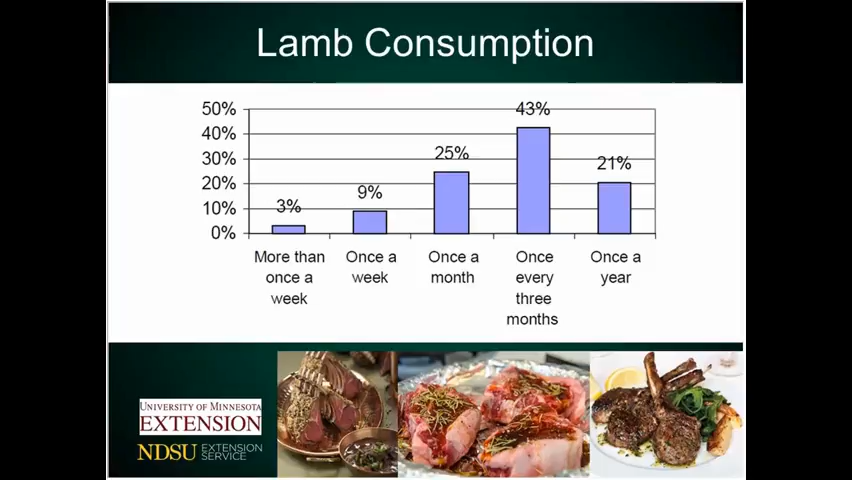 Lamb Consumption
50%
40%
30%
20%
10%
0%
3%
9%
25%
43%
21%
More than
once a
week
Once a
week
Once a
month
Once
every
three
months
Once a
year
UNIVERSITY OF MINNESOTA
EXTENSION
NDSU EXTENSION
SERVICE